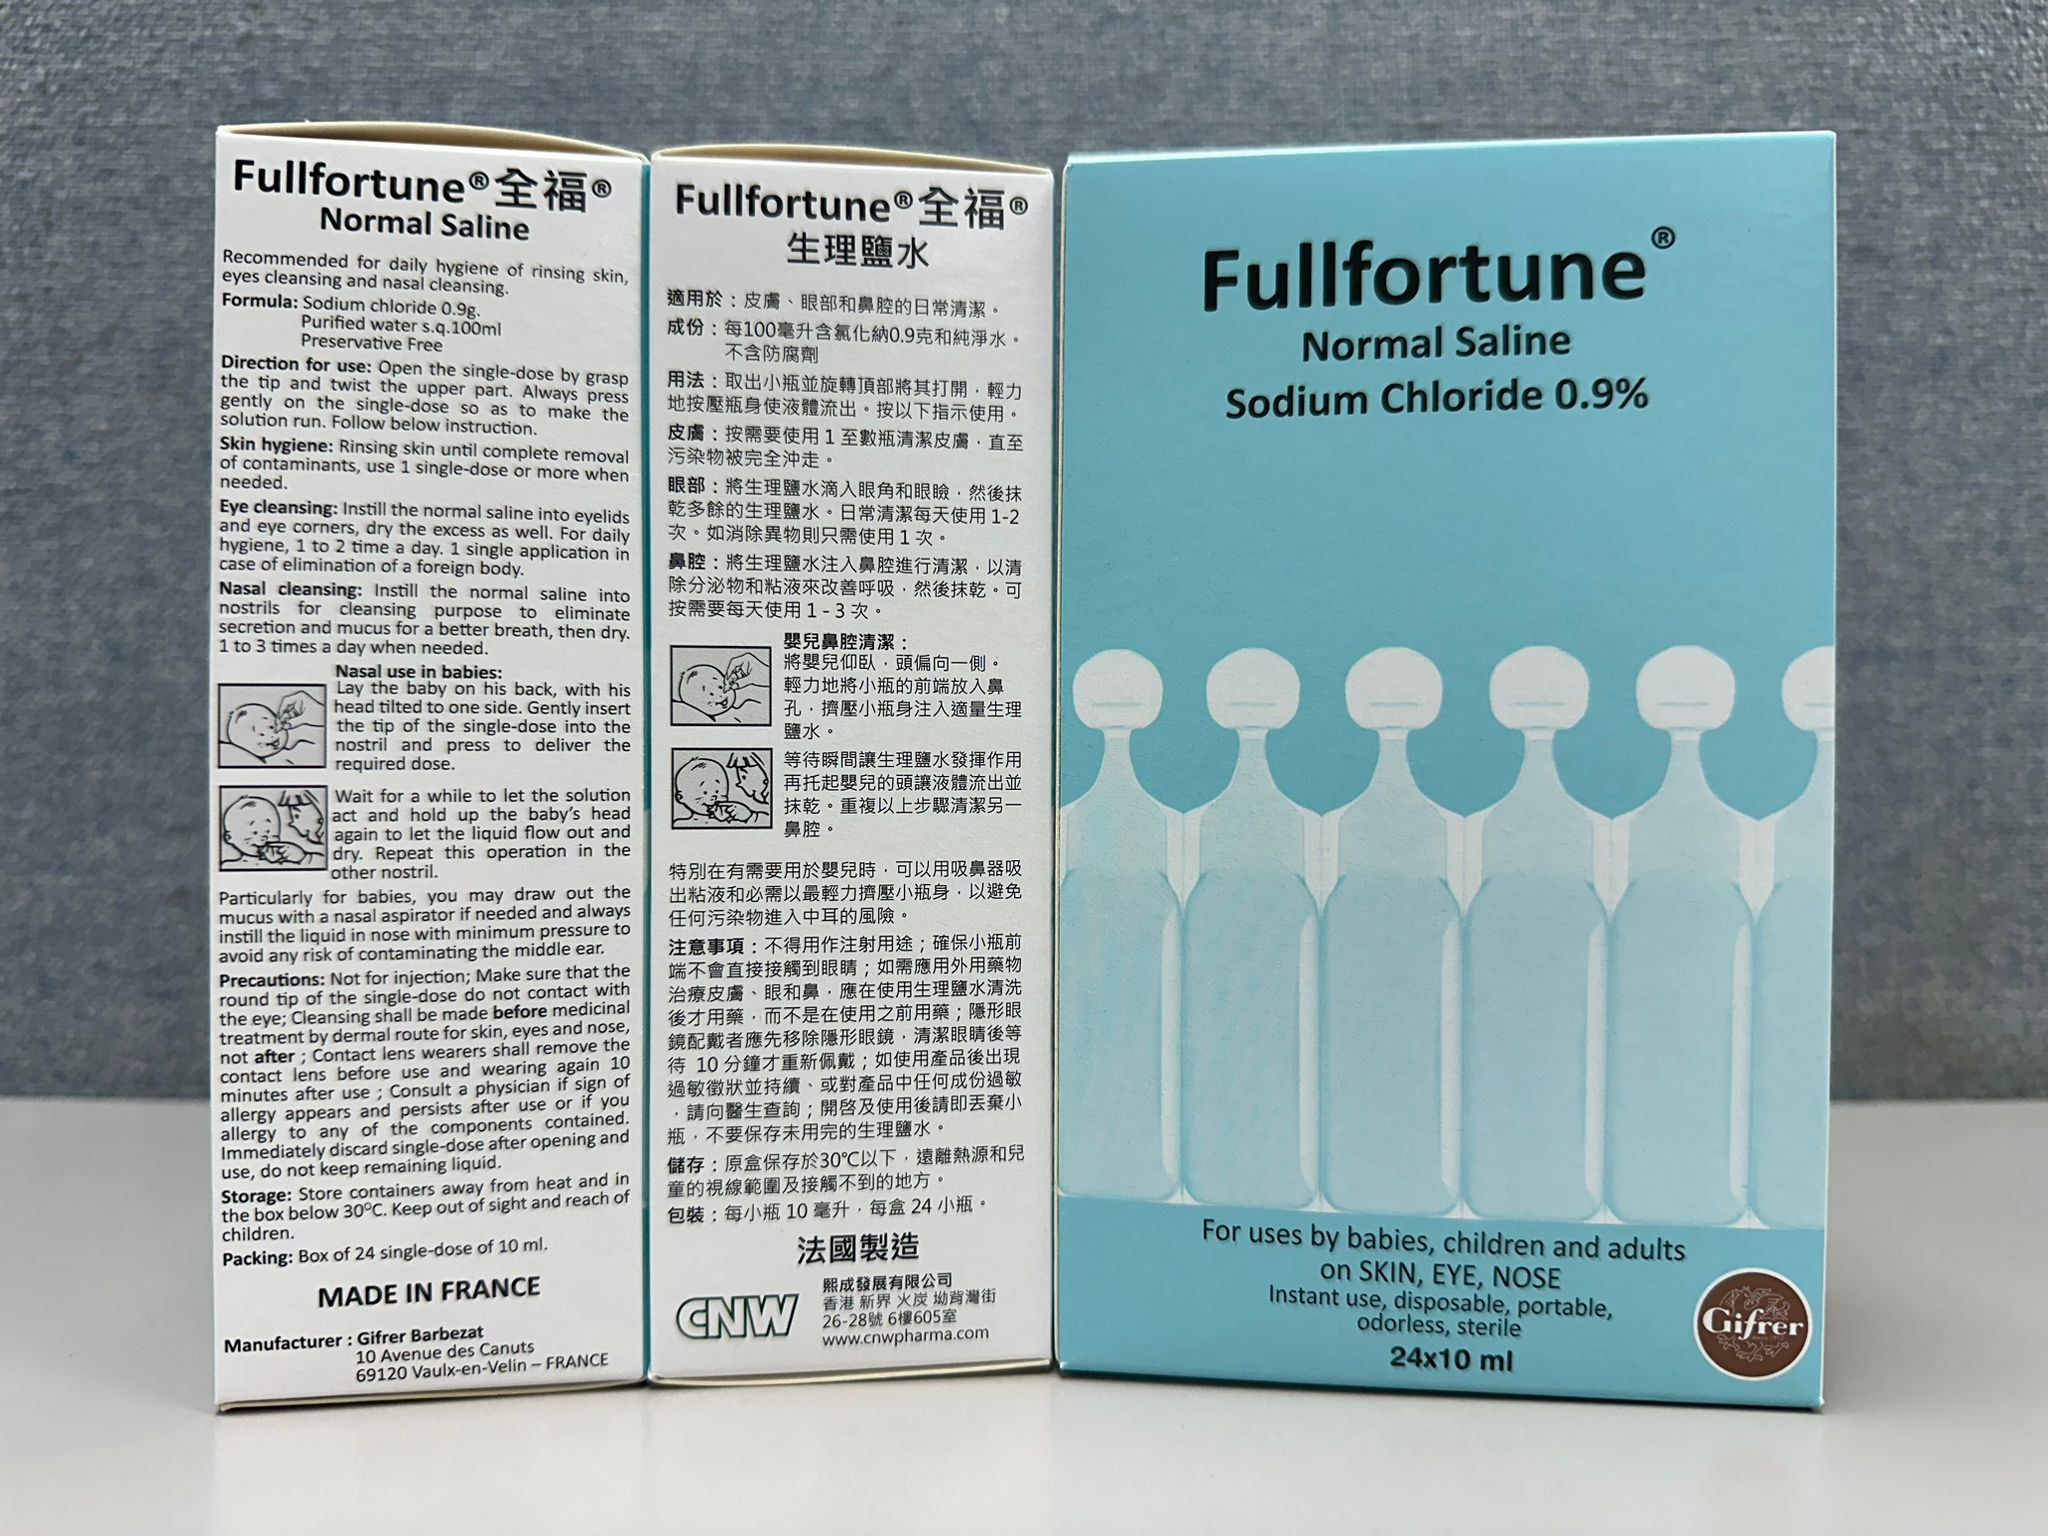 Fullfortune®全福®
Normal Saline
Recommended for daily hygiene of rinsing skin,
eyes cleansing and nasal cleansing.
Formula: Sodium chloride 0.9g.
Purified water s.q.100ml
Preservative Free
Direction for use: Open the single-dose by grasp
the tip and twist the upper part. Always press
gently on the single-dose so as to make the
solution run. Follow below instruction.
Skin hygiene: Rinsing skin until complete removal
of contaminants, use 1 single-dose or more when
needed.
Eye cleansing: Instill the normal saline into eyelids
and eye corners, dry the excess as well. For daily
hygiene, 1 to 2 time a day. 1 single application in
case of elimination of a foreign body.
Nasal cleansing: Instill the normal saline into
nostrils for cleansing purpose to eliminate
secretion and mucus for a better breath, then dry.
1 to 3 times a day when needed.
Nasal use in babies:
Lay the baby on his back, with his
head tilted to one side. Gently insert
the tip of the single-dose into the
nostril and press to deliver the
required dose.
Wait for a while to let the solution
act and hold up the baby's head
again to let the liquid flow out and
dry. Repeat this operation in the
other nostril.
Particularly for babies, you may draw out the
mucus with a nasal aspirator if needed and always
instill the liquid in nose with minimum pressure to
avoid any risk of contaminating the middle ear.
Precautions: Not for injection; Make sure that the
round tip of the single-dose do not contact with
the eye; Cleansing shall be made before medicinal
treatment by dermal route for skin, eyes and nose,
not after ; Contact lens wearers shall remove the
contact lens before use and wearing again 10
minutes after use ; Consult a physician if sign of
allergy appears and persists after use or if you
allergy to any of the components contained.
Immediately discard single-dose after opening and
use, do not keep remaining liquid.
Storage: Store containers away from heat and in
the box below 30ºC. Keep out of sight and reach of
children.
Packing: Box of 24 single-dose of 10 ml.
MADE IN FRANCE
Manufacturer : Gifrer Barbezat
10 Avenue des Canuts
69120 Vaulx-en-Velin – FRANCE
Fullfortune®全福®
生理鹽水
適用於：皮膚、眼部和鼻腔的日常清潔。
成份：每100毫升含氯化納0.9克和純淨水。
不含防腐劑
用法：取出小瓶並旋轉頂部將其打開，輕力
地按壓瓶身使液體流出。按以下指示使用。
皮膚：按需要使用 1 至數瓶清潔皮膚，直至
污染物被完全沖走。
眼部：將生理鹽水滴入眼角和眼瞼，然後抹
乾多餘的生理鹽水。日常清潔每天使用 1-2
次。如消除異物則只需使用 1 次。
鼻腔：將生理鹽水注入鼻腔進行清潔，以清
除分泌物和粘液來改善呼吸，然後抹乾。可
按需要每天使用 1 - 3 次。
嬰兒鼻腔清潔：
將嬰兒仰臥，頭偏向一側。
輕力地將小瓶的前端放入鼻
孔，擠壓小瓶身注入適量生理
鹽水。
等待瞬間讓生理鹽水發揮作用
再托起嬰兒的頭讓液體流出並
抹乾。重複以上步驟清潔另一
鼻腔。
特別在有需要用於嬰兒時，可以用吸鼻器吸
出粘液和必需以最輕力擠壓小瓶身，以避免
任何污染物進入中耳的風險。
注意事項：不得用作注射用途；確保小瓶前
端不會直接接觸到眼睛；如需應用外用藥物
治療皮膚、眼和鼻，應在使用生理鹽水清洗
後才用藥，而不是在使用之前用藥；隱形眼
鏡配戴者應先移除隱形眼鏡，清潔眼睛後等
待 10 分鐘才重新佩戴；如使用產品後出現
過敏徵狀並持續、或對產品中任何成份過敏
，請向醫生查詢；開啓及使用後請即丟棄小
瓶，不要保存未用完的生理鹽水。
儲存：原盒保存於30℃以下，遠離熱源和兒
童的視線範圍及接觸不到的地方。
包裝：每小瓶 10 毫升，每盒 24 小瓶。
法國製造
CNW
熙成發展有限公司
香港 新界 火炭 坳背灣街
26-28號 6樓605室
www.cnwpharma.com
Fullfortune®
Normal Saline
Sodium Chloride 0.9%
For uses by babies, children and adults
on SKIN, EYE, NOSE
Instant use, disposable, portable,
odorless, sterile
24x10 ml
Gifrer